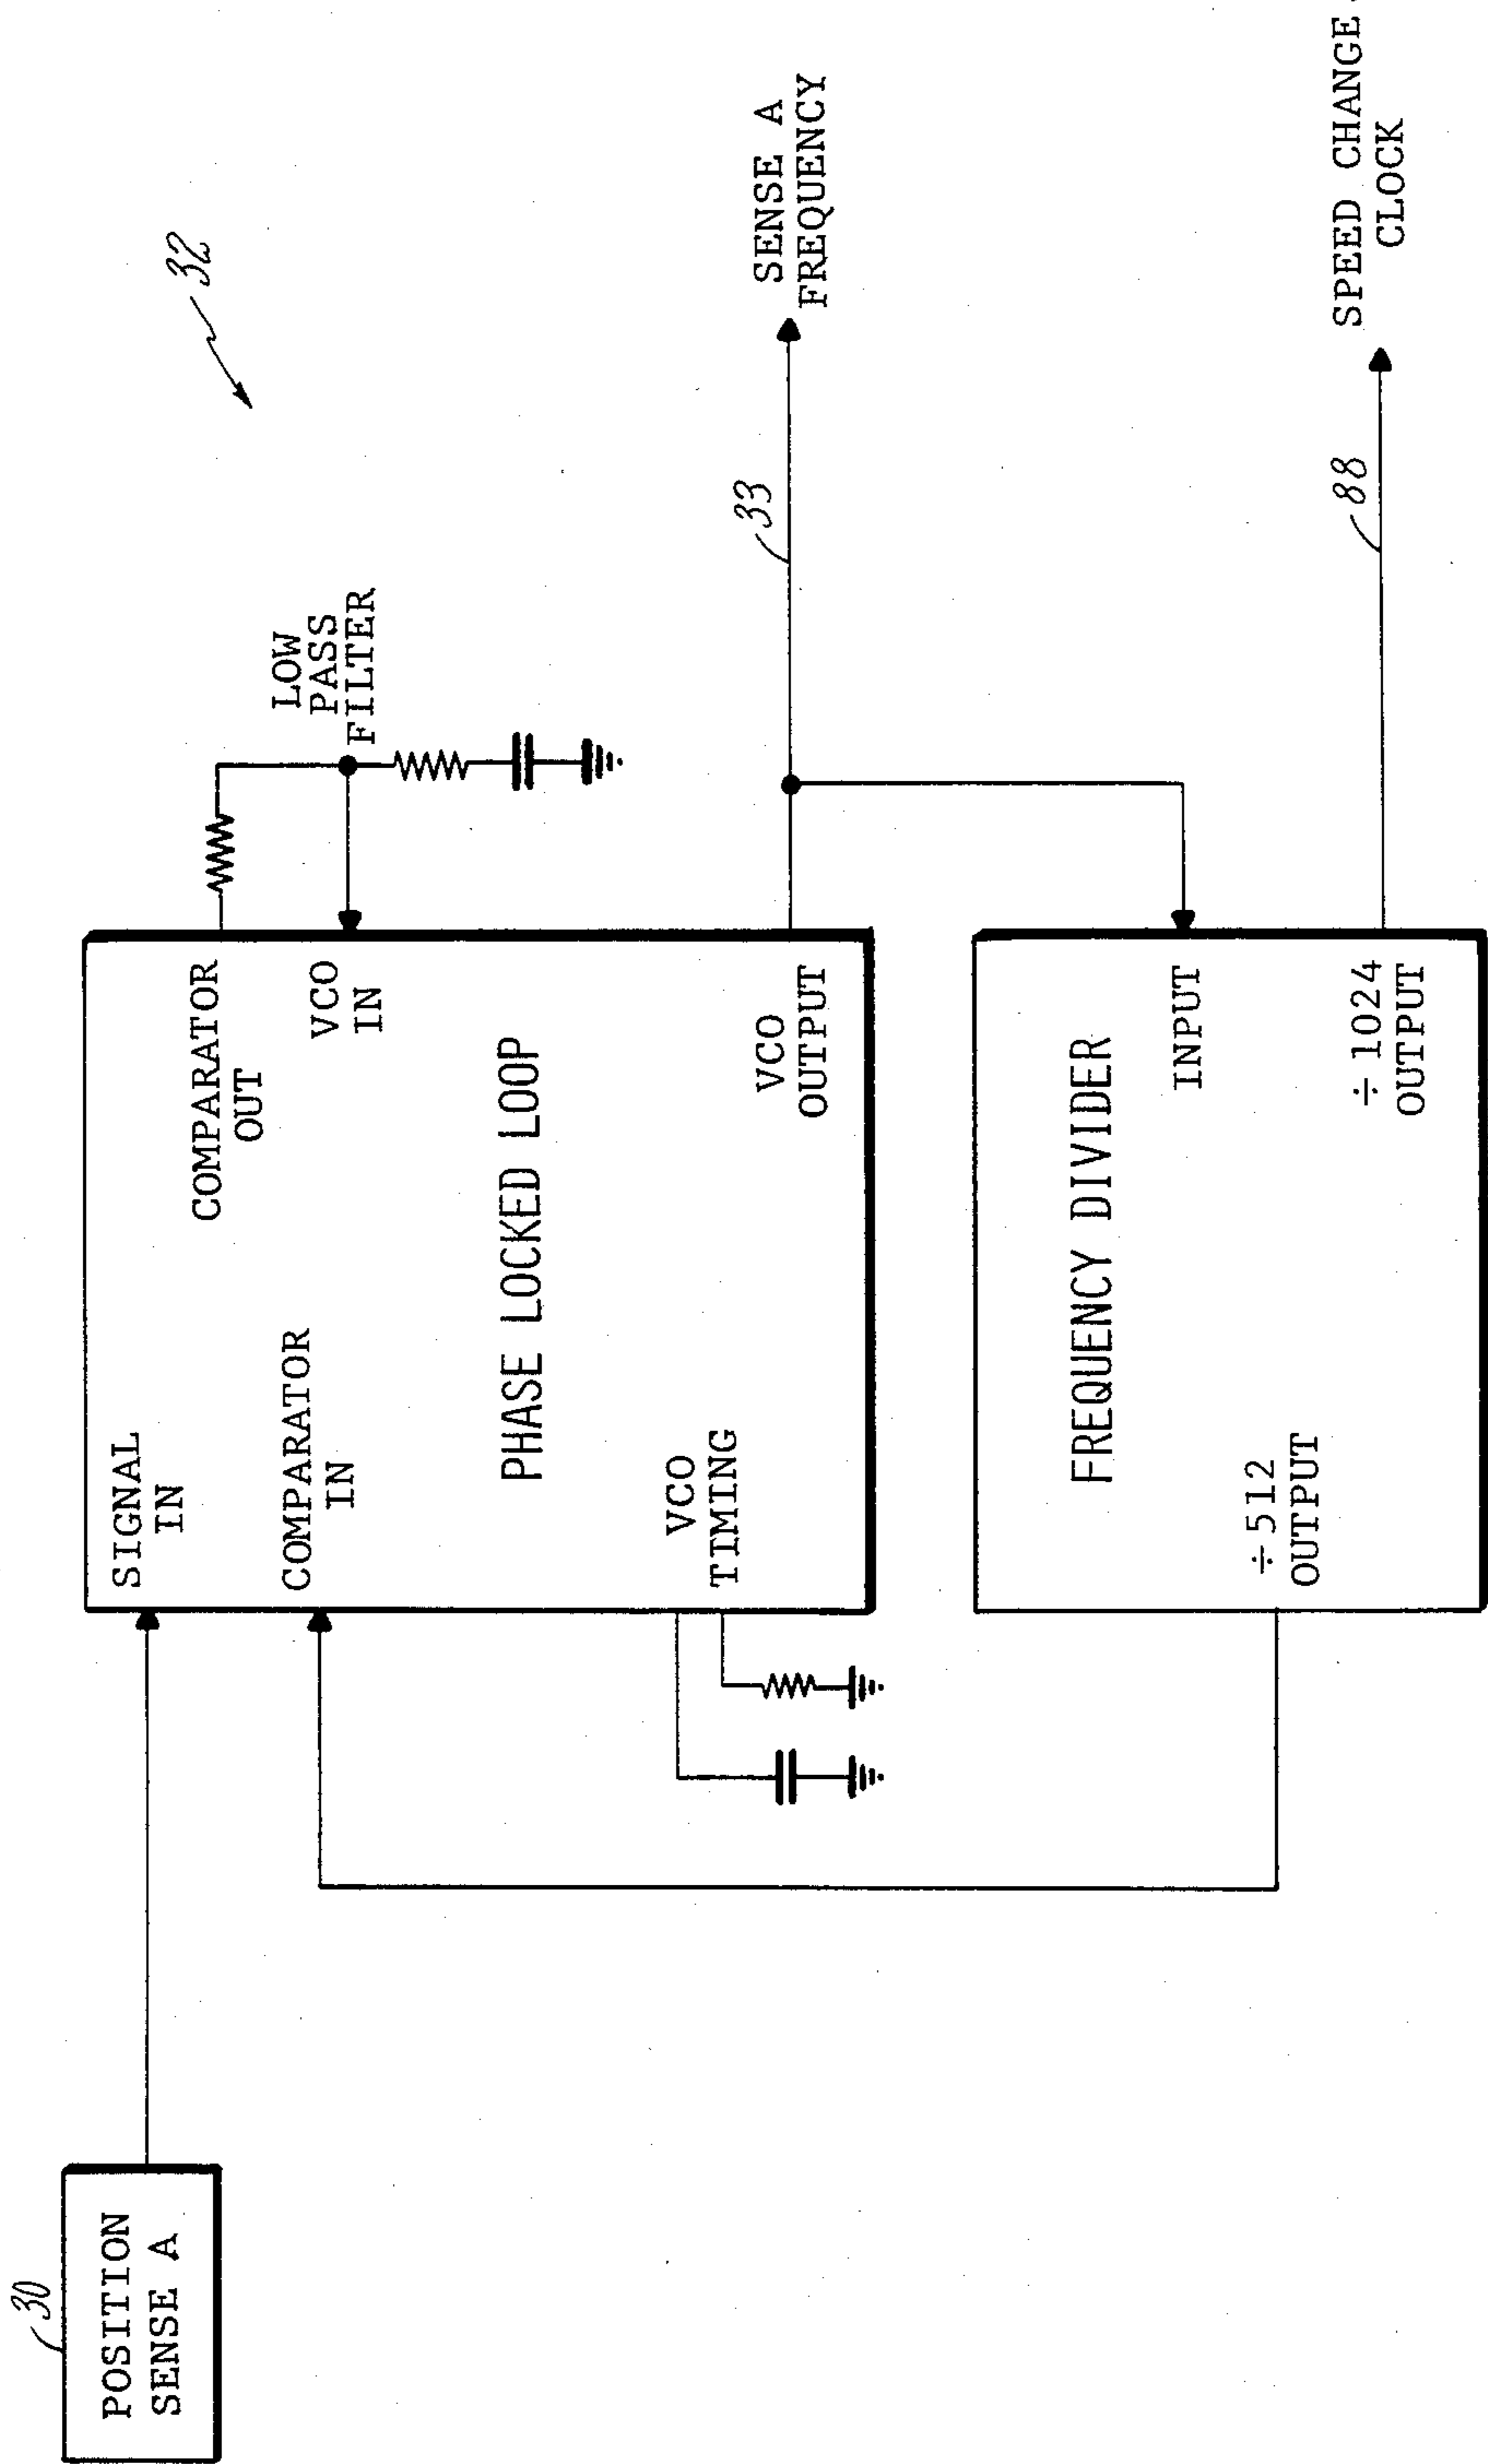 30
POSITION
SENSE A
SIGNAL
IN
COMPARATOR
IN
COMPARATOR
OUT
VCO
IN
PHASE LOCKED LOOP
VCO
TIMING
VCO
OUTPUT
LOW
PASS
FILTER
32
33
SENSE A
FREQUENCY
FREQUENCY DIVIDER
INPUT
÷512
OUTPUT
÷1024
OUTPUT
88
SPEED CHANGE
CLOCK